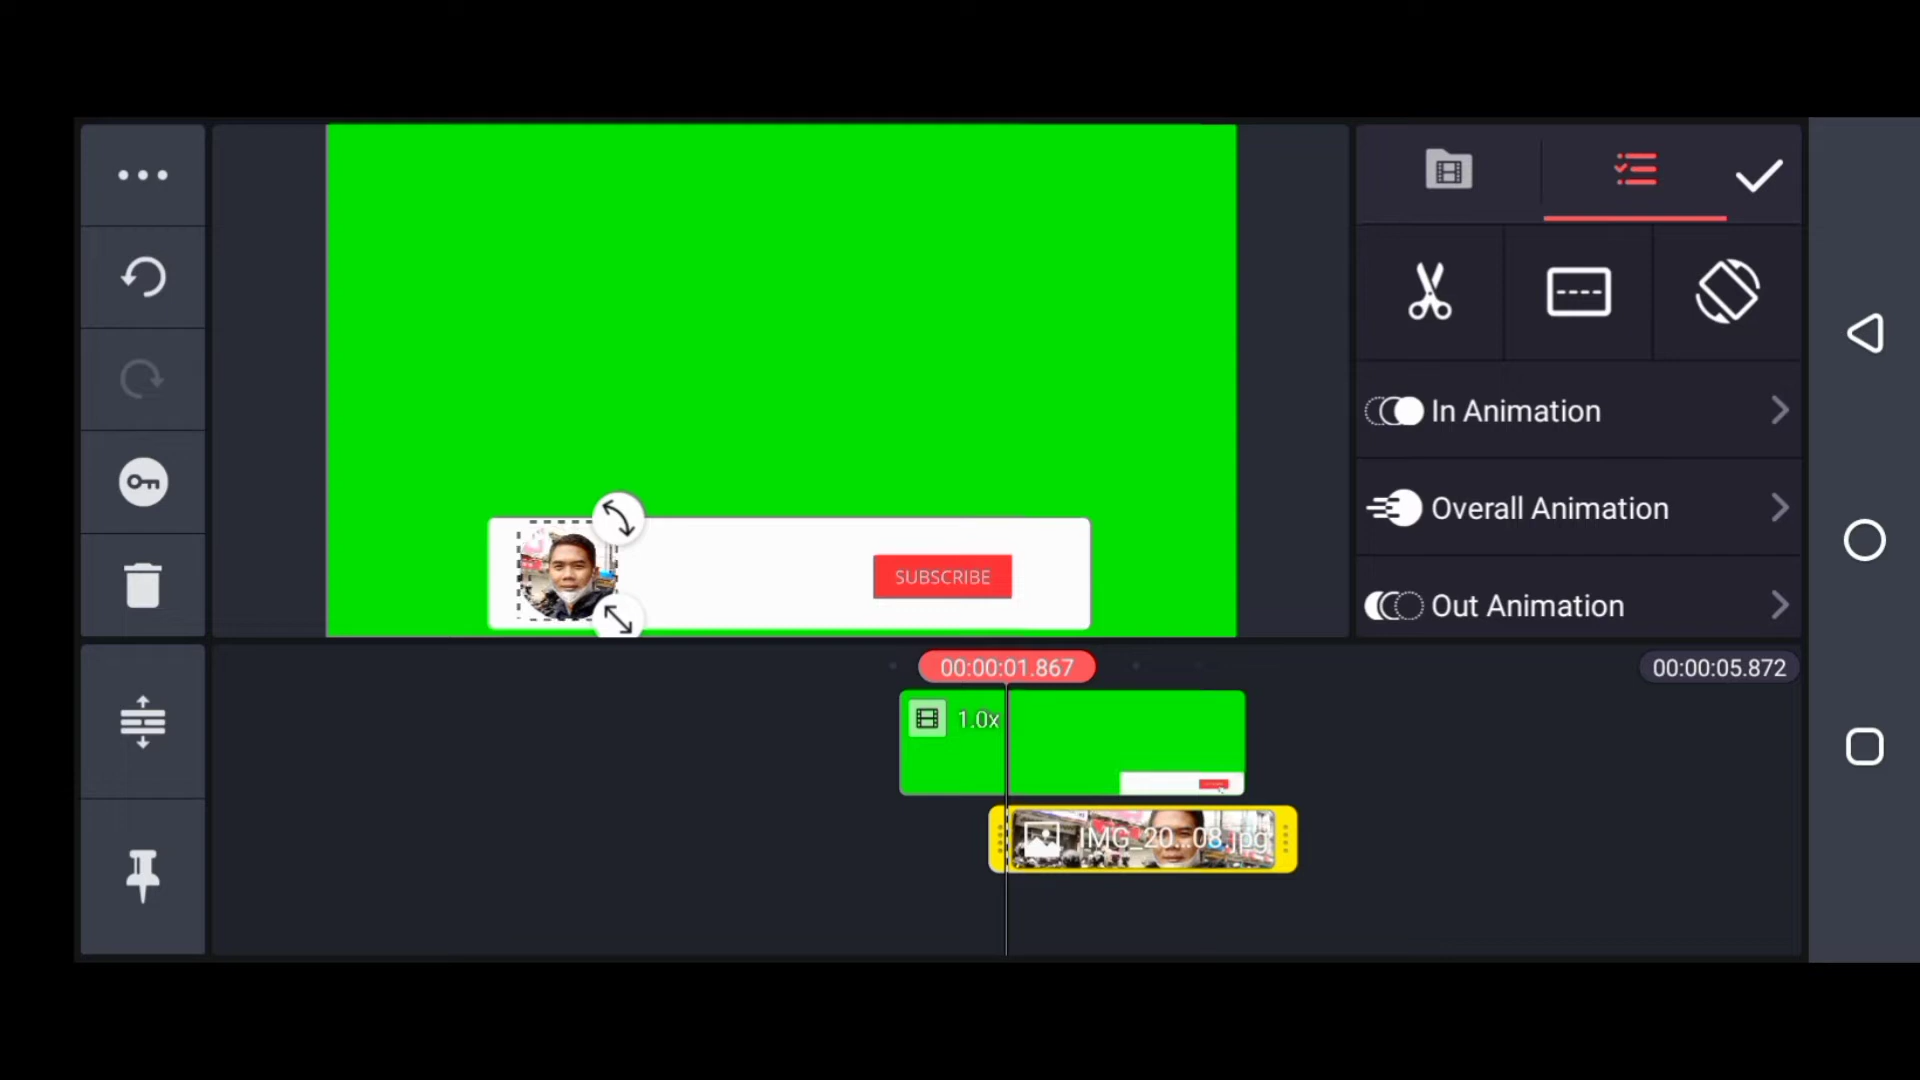 In Animation
Overall Animation
Out Animation
SUBSCRIBE
00:00:01.867
00:00:05.872
1.0x
IMG_20...08.jpg